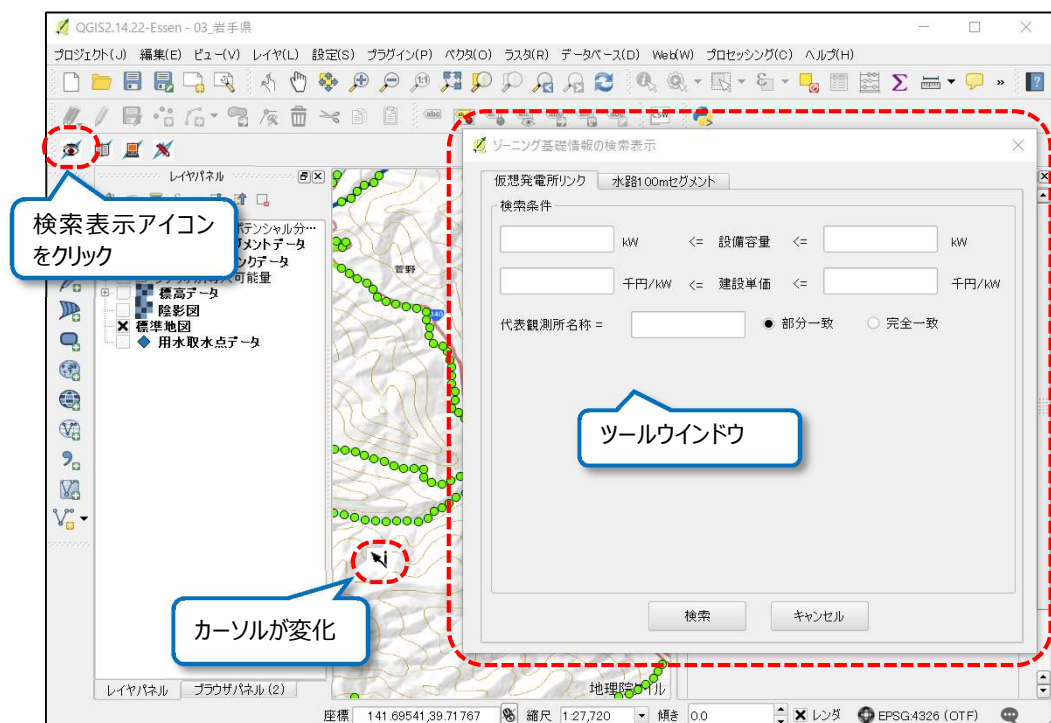 QGIS2.14.22-Essen - 03_岩手県
プロジェクト(J) 編集(E) ビュー(V) レイヤ(L) 設定(S) プラグイン(P) ベクタ(O) ラスタ(R) データベース(D) Web(W) プロセッシング(C) ヘルプ(H)
abc
CSW
レイヤパネル
検索表示アイコン
をクリック
ポテンシャル分…
グメントデータ
ンクデータ
可能量
標高データ
陰影図
標準地図
用水取水点データ
菅野
340
ゾーニング基礎情報の検索表示
仮想発電所リンク 水路100mセグメント
検索条件
kW <= 設備容量 <= kW
千円/kW <= 建設単価 <= 千円/kW
代表観測所名称 = 部分一致 完全一致
ツールウインドウ
カーソルが変化
検索 キャンセル
地理院タイル
レイヤパネル ブラウザパネル (2)
座標 141.69541,39.71767 縮尺 1:27,720 傾き 0.0 レンダ EPSG:4326 (OTF)